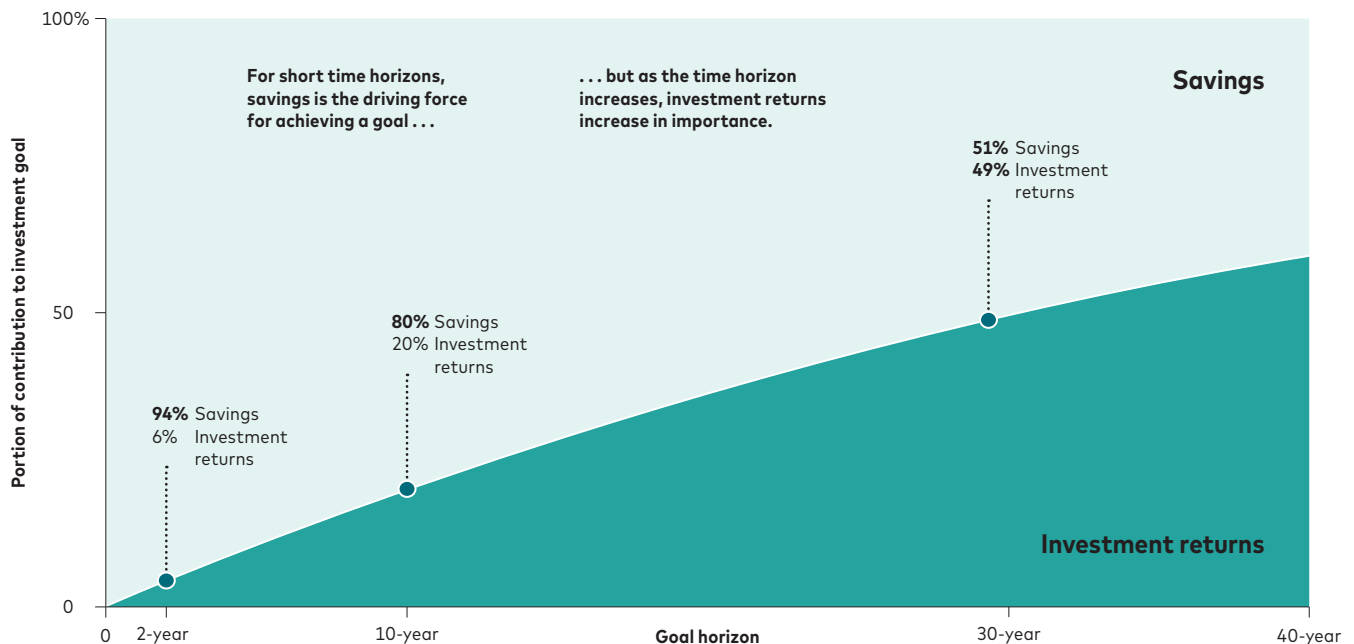 100%
For short time horizons,
savings is the driving force
for achieving a goal . . .
. . . but as the time horizon
increases, investment returns
increase in importance.
Savings
51% Savings
49% Investment
returns
Portion of contribution to investment goal
50
80% Savings
20% Investment
returns
94% Savings
6% Investment
returns
Investment returns
0
0
2-year
10-year
Goal horizon
30-year
40-year